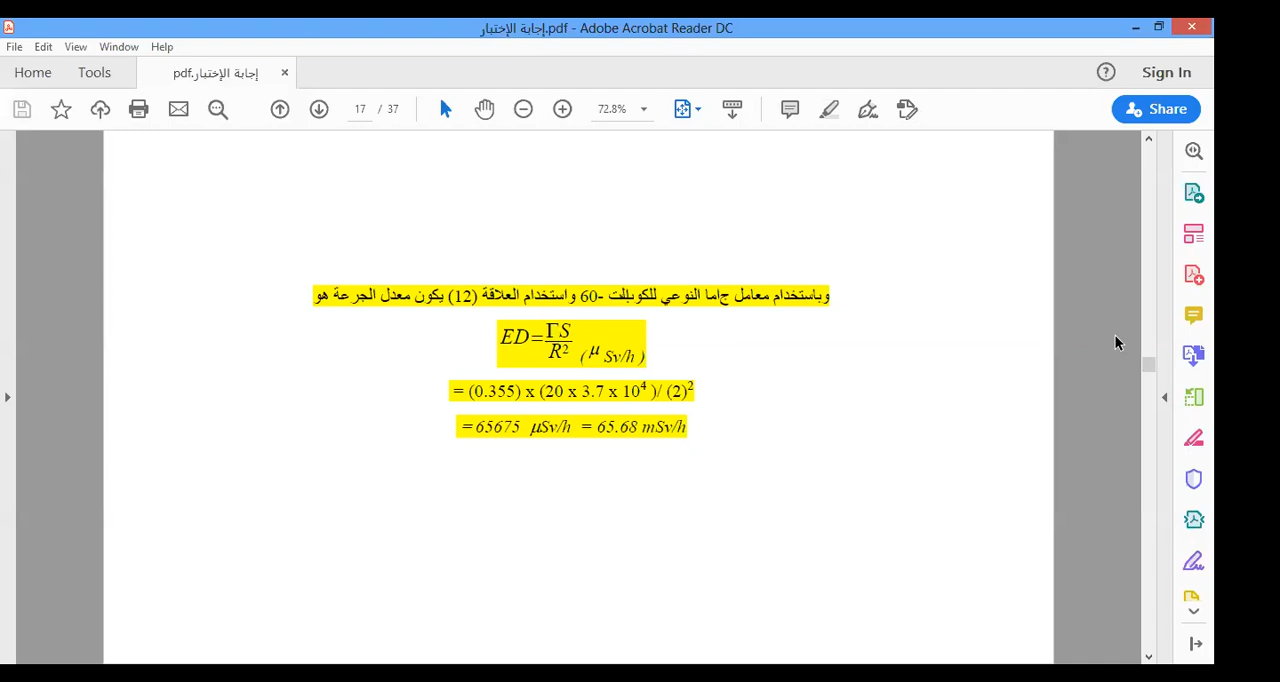 إجابة الإختبار.pdf - Adobe Acrobat Reader DC
File Edit View Window Help
Home Tools إجابة الإختبار.pdf × ? Sign In
17 / 37 72.8% Share
وباستخدام معامل جاما النوعي للكوبللت -60 واستخدام العلاقة (12) يكون معدل الجرعة هو
ED=ΓS/R² (μ Sv/h)
= (0.355) x (20 x 3.7 x 10⁴ )/ (2)²
= 65675 μSv/h = 65.68 mSv/h